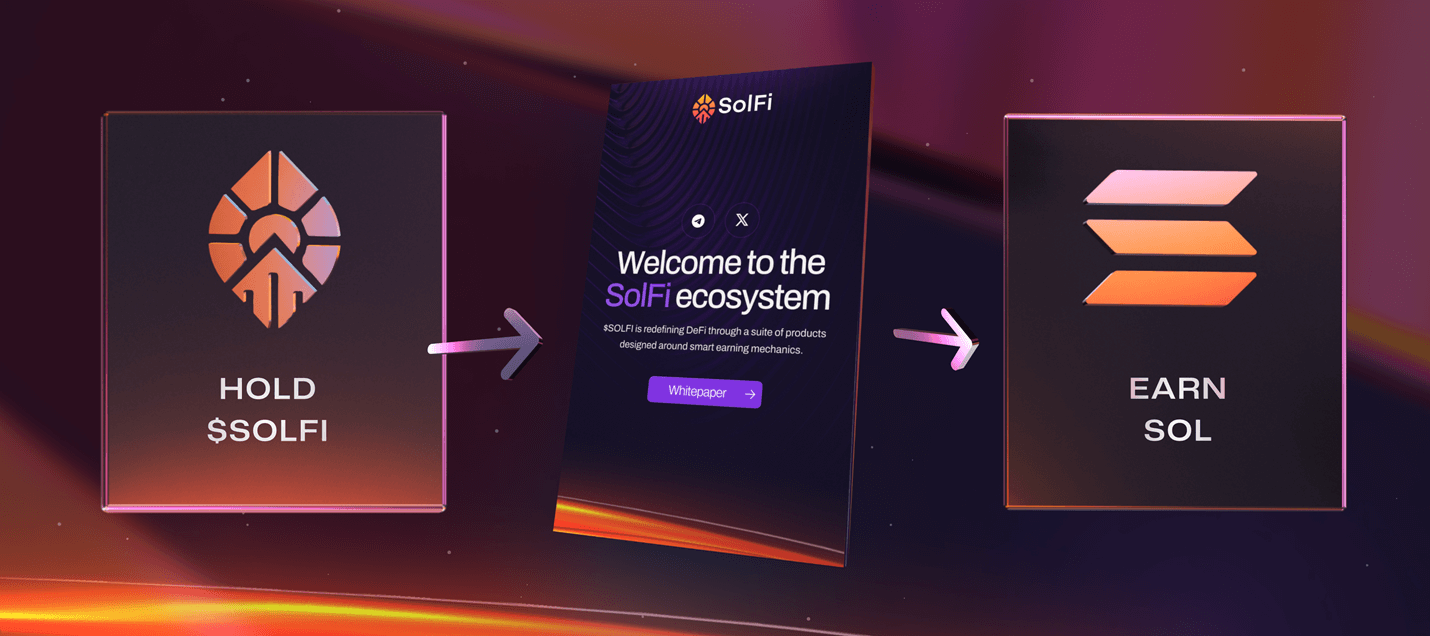 HOLD
$SOLFI
SolFi
Welcome to the
SolFi ecosystem
$SOLFI is redefining DeFi through a suite of products
designed around smart earning mechanics.
Whitepaper
EARN
SOL